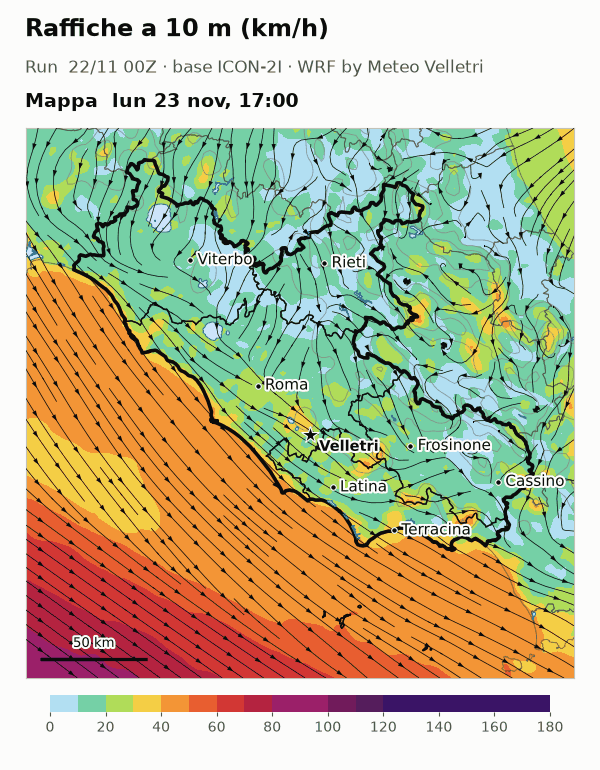 Raffiche a 10 m (km/h)
Run 22/11 00Z · base ICON-2I · WRF by Meteo Velletri
Mappa lun 23 nov, 17:00
Viterbo
Rieti
Roma
Velletri
Frosinone
Latina
Cassino
Terracina
50 km
0 20 40 60 80 100 120 140 160 180